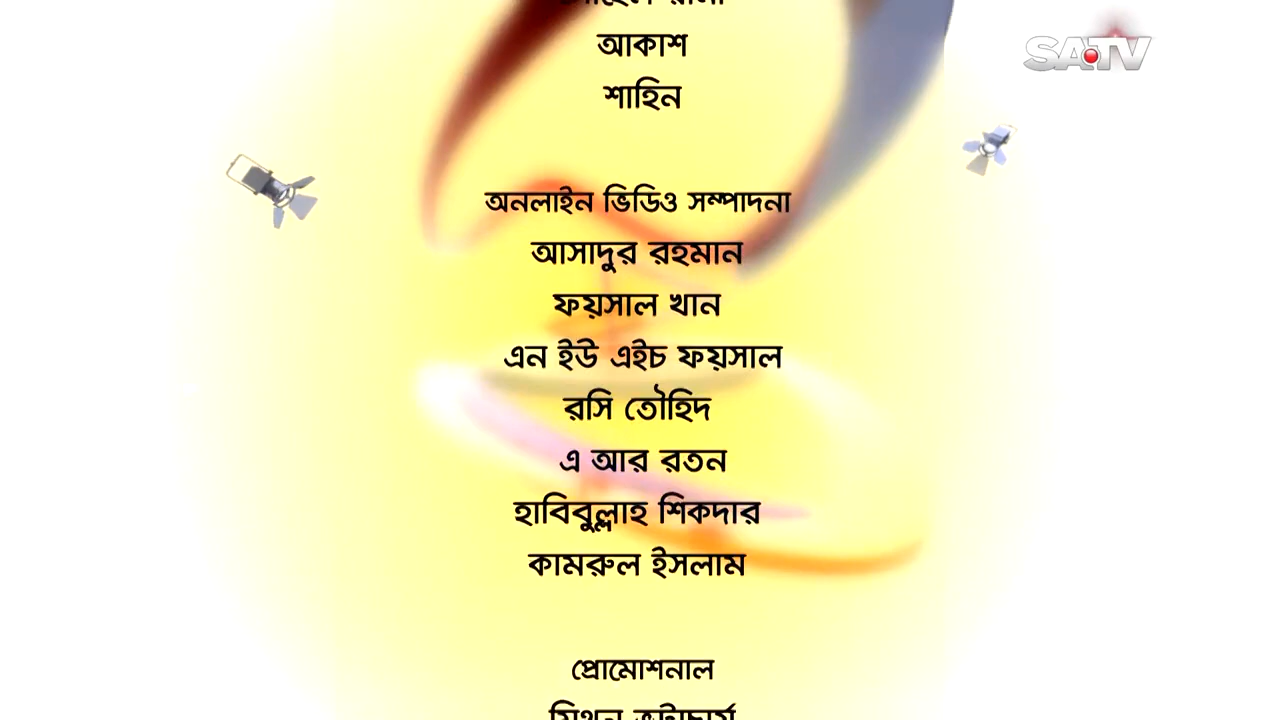 আকাশ
SATV
শাহিন
অনলাইন ভিডিও সম্পাদনা
আসাদুর রহমান
ফয়সাল খান
এন ইউ এইচ ফয়সাল
রসি তৌহিদ
এ আর রতন
হাবিবুল্লাহ শিকদার
কামরুল ইসলাম
প্রোমোশনাল